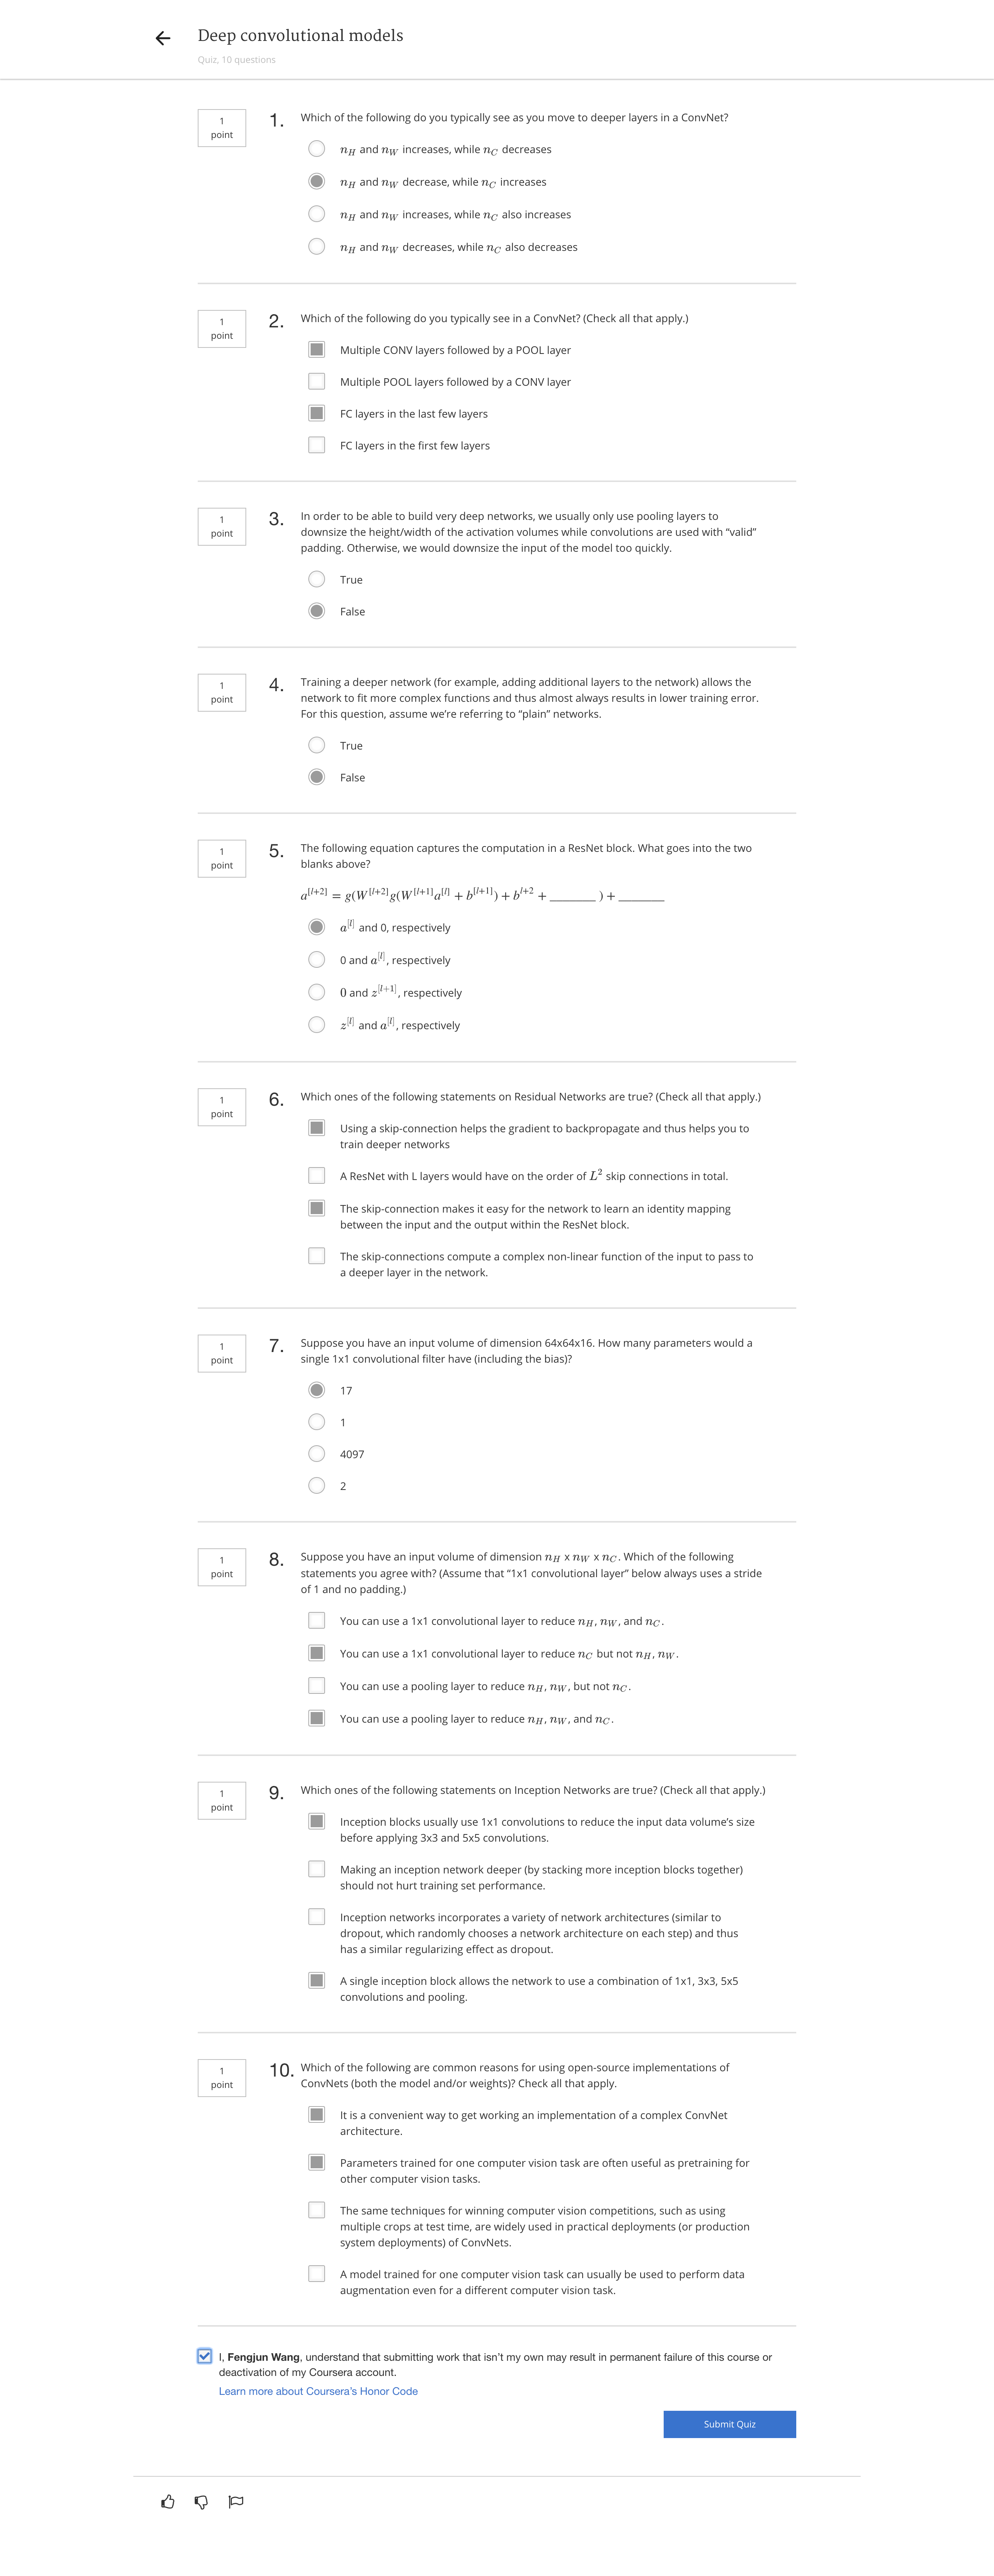 Deep convolutional models
Quiz, 10 questions
1
point
1.
Which of the following do you typically see as you move to deeper layers in a ConvNet?
n_H and n_W increases, while n_C decreases
n_H and n_W decrease, while n_C increases
n_H and n_W increases, while n_C also increases
n_H and n_W decreases, while n_C also decreases
1
point
2.
Which of the following do you typically see in a ConvNet? (Check all that apply.)
Multiple CONV layers followed by a POOL layer
Multiple POOL layers followed by a CONV layer
FC layers in the last few layers
FC layers in the first few layers
1
point
3.
In order to be able to build very deep networks, we usually only use pooling layers to
downsize the height/width of the activation volumes while convolutions are used with “valid”
padding. Otherwise, we would downsize the input of the model too quickly.
True
False
1
point
4.
Training a deeper network (for example, adding additional layers to the network) allows the
network to fit more complex functions and thus almost always results in lower training error.
For this question, assume we’re referring to “plain” networks.
True
False
1
point
5.
The following equation captures the computation in a ResNet block. What goes into the two
blanks above?
a^[l+2] = g(W^[l+2] g(W^[l+1] a^[l] + b^[l+1]) + b^l+2 + _______ ) + _______
a^[l] and 0, respectively
0 and a^[l], respectively
0 and z^[l+1], respectively
z^[l] and a^[l], respectively
1
point
6.
Which ones of the following statements on Residual Networks are true? (Check all that apply.)
Using a skip-connection helps the gradient to backpropagate and thus helps you to
train deeper networks
A ResNet with L layers would have on the order of L² skip connections in total.
The skip-connection makes it easy for the network to learn an identity mapping
between the input and the output within the ResNet block.
The skip-connections compute a complex non-linear function of the input to pass to
a deeper layer in the network.
1
point
7.
Suppose you have an input volume of dimension 64x64x16. How many parameters would a
single 1x1 convolutional filter have (including the bias)?
17
1
4097
2
1
point
8.
Suppose you have an input volume of dimension n_H x n_W x n_C. Which of the following
statements you agree with? (Assume that “1x1 convolutional layer” below always uses a stride
of 1 and no padding.)
You can use a 1x1 convolutional layer to reduce n_H, n_W, and n_C.
You can use a 1x1 convolutional layer to reduce n_C but not n_H, n_W.
You can use a pooling layer to reduce n_H, n_W, but not n_C.
You can use a pooling layer to reduce n_H, n_W, and n_C.
1
point
9.
Which ones of the following statements on Inception Networks are true? (Check all that apply.)
Inception blocks usually use 1x1 convolutions to reduce the input data volume’s size
before applying 3x3 and 5x5 convolutions.
Making an inception network deeper (by stacking more inception blocks together)
should not hurt training set performance.
Inception networks incorporates a variety of network architectures (similar to
dropout, which randomly chooses a network architecture on each step) and thus
has a similar regularizing effect as dropout.
A single inception block allows the network to use a combination of 1x1, 3x3, 5x5
convolutions and pooling.
1
point
10.
Which of the following are common reasons for using open-source implementations of
ConvNets (both the model and/or weights)? Check all that apply.
It is a convenient way to get working an implementation of a complex ConvNet
architecture.
Parameters trained for one computer vision task are often useful as pretraining for
other computer vision tasks.
The same techniques for winning computer vision competitions, such as using
multiple crops at test time, are widely used in practical deployments (or production
system deployments) of ConvNets.
A model trained for one computer vision task can usually be used to perform data
augmentation even for a different computer vision task.
I, Fengjun Wang, understand that submitting work that isn’t my own may result in permanent failure of this course or
deactivation of my Coursera account.
Learn more about Coursera’s Honor Code
Submit Quiz